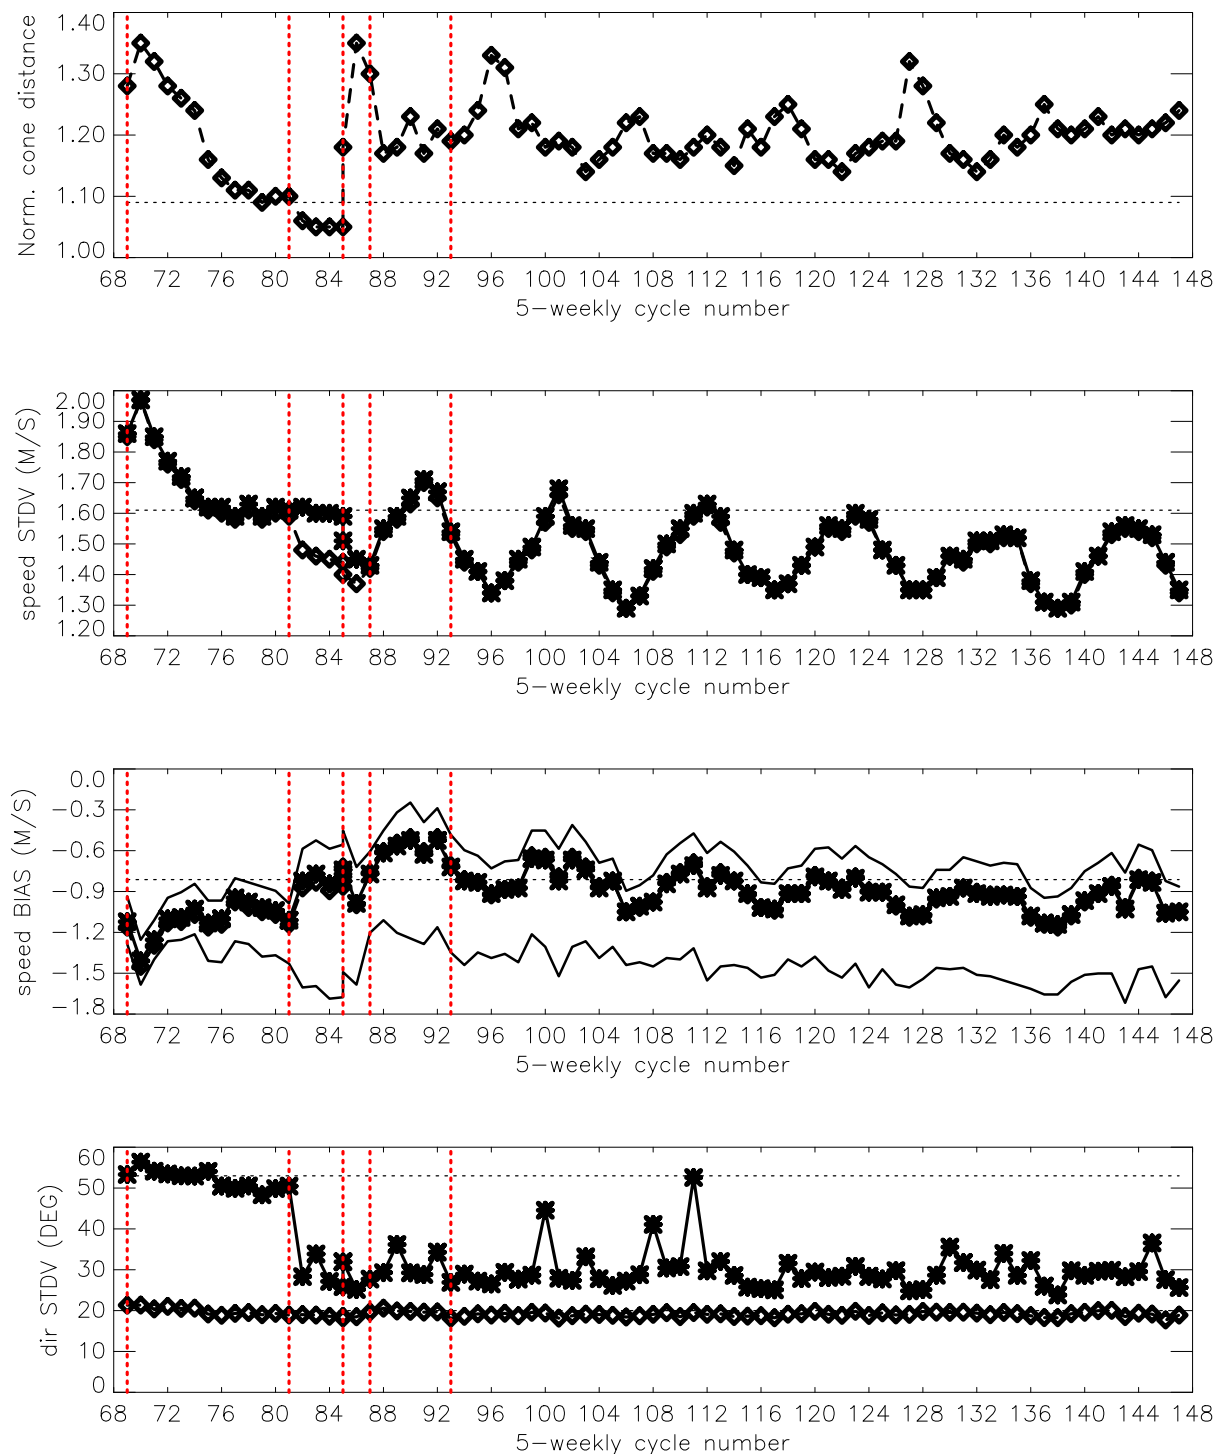 1.40
1.30
1.20
1.10
1.00
Norm. cone distance
68 72 76 80 84 88 92 96 100 104 108 112 116 120 124 128 132 136 140 144 148
5-weekly cycle number
2.00
1.90
1.80
1.70
1.60
1.50
1.40
1.30
1.20
speed STDV (M/S)
68 72 76 80 84 88 92 96 100 104 108 112 116 120 124 128 132 136 140 144 148
5-weekly cycle number
0.0
-0.3
-0.6
-0.9
-1.2
-1.5
-1.8
speed BIAS (M/S)
68 72 76 80 84 88 92 96 100 104 108 112 116 120 124 128 132 136 140 144 148
5-weekly cycle number
60
50
40
30
20
10
0
dir STDV (DEG)
68 72 76 80 84 88 92 96 100 104 108 112 116 120 124 128 132 136 140 144 148
5-weekly cycle number